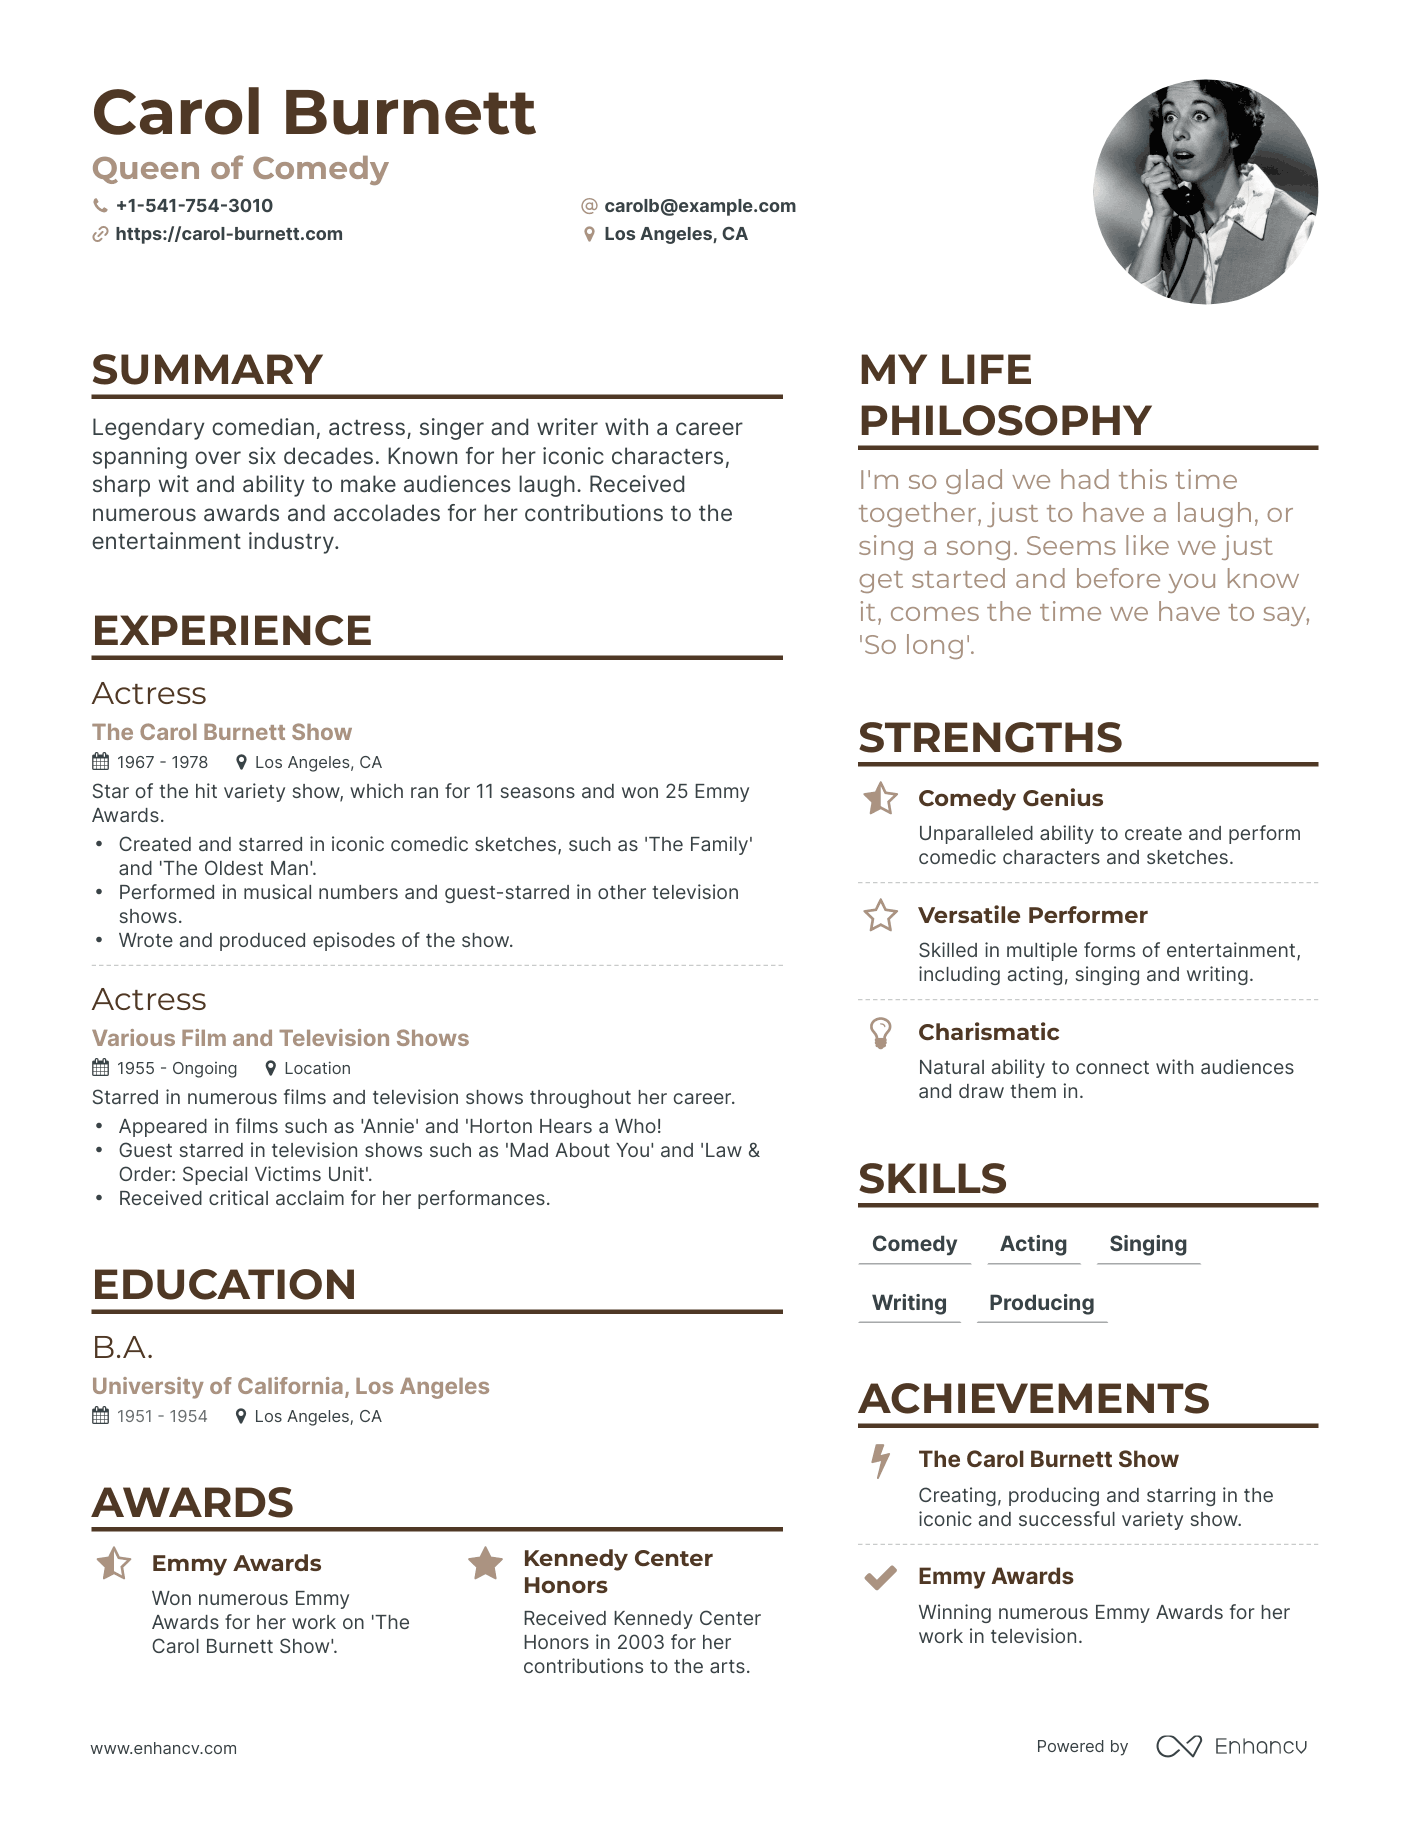 Carol Burnett
Queen of Comedy
+1-541-754-3010
carolb@example.com
https://carol-burnett.com
Los Angeles, CA
SUMMARY
Legendary comedian, actress, singer and writer with a career
spanning over six decades. Known for her iconic characters,
sharp wit and ability to make audiences laugh. Received
numerous awards and accolades for her contributions to the
entertainment industry.
EXPERIENCE
Actress
The Carol Burnett Show
1967 - 1978 Los Angeles, CA
Star of the hit variety show, which ran for 11 seasons and won 25 Emmy
Awards.
• Created and starred in iconic comedic sketches, such as 'The Family'
and 'The Oldest Man'.
• Performed in musical numbers and guest-starred in other television
shows.
• Wrote and produced episodes of the show.
Actress
Various Film and Television Shows
1955 - Ongoing Location
Starred in numerous films and television shows throughout her career.
• Appeared in films such as 'Annie' and 'Horton Hears a Who!
• Guest starred in television shows such as 'Mad About You' and 'Law &
Order: Special Victims Unit'.
• Received critical acclaim for her performances.
EDUCATION
B.A.
University of California, Los Angeles
1951 - 1954 Los Angeles, CA
AWARDS
Emmy Awards
Won numerous Emmy
Awards for her work on 'The
Carol Burnett Show'.
Kennedy Center
Honors
Received Kennedy Center
Honors in 2003 for her
contributions to the arts.
MY LIFE
PHILOSOPHY
I'm so glad we had this time
together, just to have a laugh, or
sing a song. Seems like we just
get started and before you know
it, comes the time we have to say,
'So long'.
STRENGTHS
Comedy Genius
Unparalleled ability to create and perform
comedic characters and sketches.
Versatile Performer
Skilled in multiple forms of entertainment,
including acting, singing and writing.
Charismatic
Natural ability to connect with audiences
and draw them in.
SKILLS
Comedy Acting Singing
Writing Producing
ACHIEVEMENTS
The Carol Burnett Show
Creating, producing and starring in the
iconic and successful variety show.
Emmy Awards
Winning numerous Emmy Awards for her
work in television.
www.enhancv.com
Powered by Enhancv